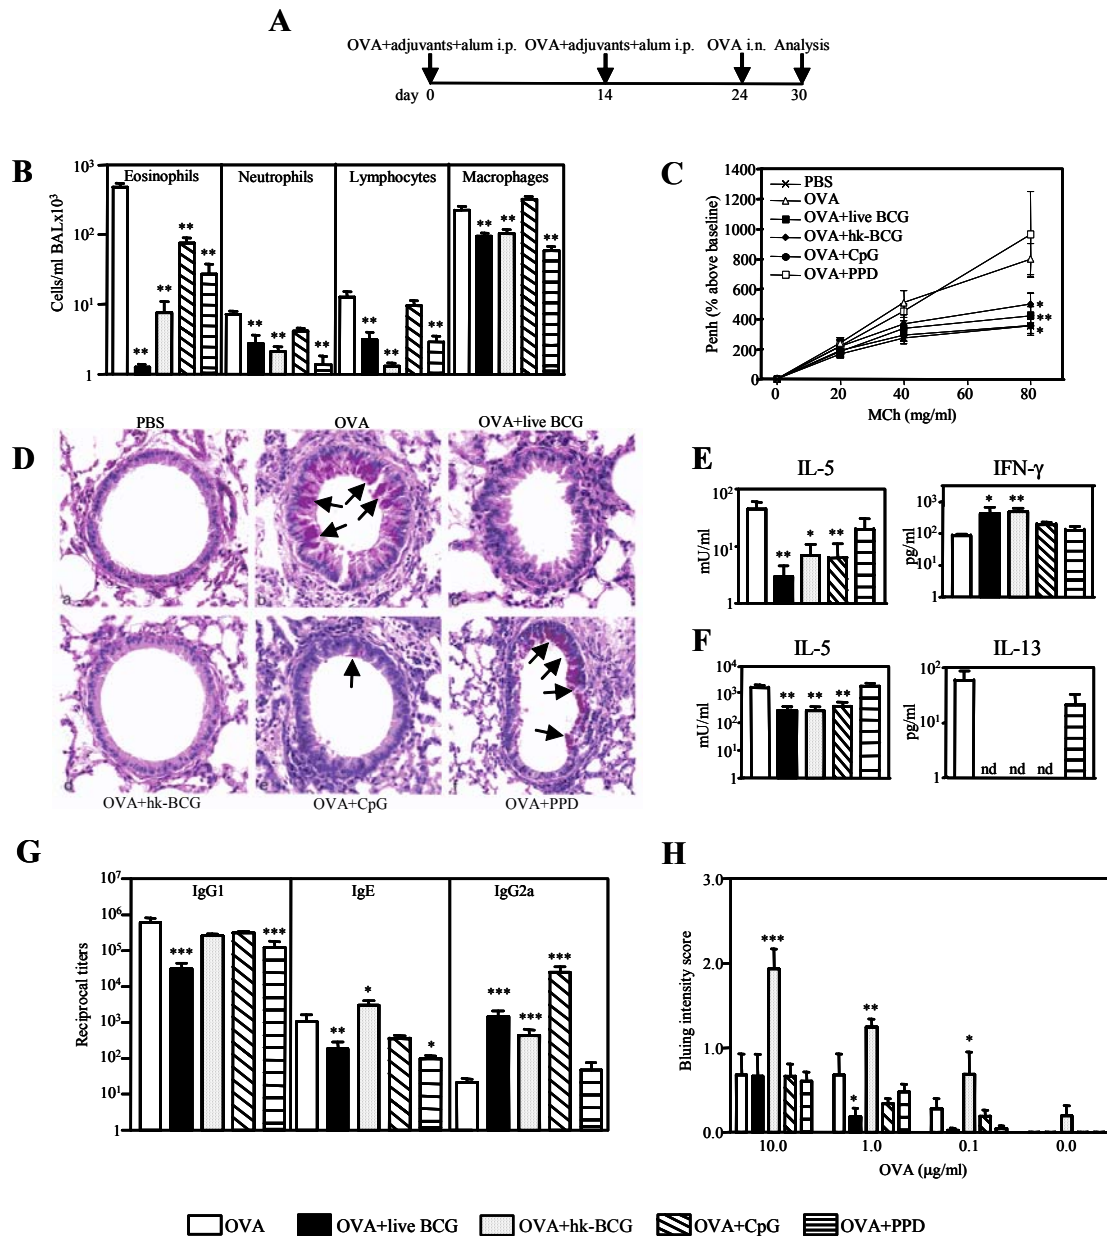 A
OVA+adjuvants+alum i.p. OVA+adjuvants+alum i.p. OVA i.n. Analysis
day 0 14 24 30
B
Cells/ml BALx10³
10³
10²
10¹
1
Eosinophils Neutrophils Lymphocytes Macrophages
** ** ** **
** **
** **
** ** **
C
Penh (% above baseline)
1400
1200
1000
800
600
400
200
0
PBS
OVA
OVA+live BCG
OVA+hk-BCG
OVA+CpG
OVA+PPD
*
**
*
0 20 40 60 80
MCh (mg/ml)
D
PBS OVA OVA+live BCG
a b c
d e
OVA+hk-BCG OVA+CpG OVA+PPD
E
IL-5
mU/ml
10²
10¹
1
** * **
IFN-γ
pg/ml
10³
10²
10¹
1
* **
F
IL-5
mU/ml
10⁴
10³
10²
10¹
1
** ** **
IL-13
pg/ml
10²
10¹
1
nd nd nd
G
Reciprocal titers
10⁷
10⁶
10⁵
10⁴
10³
10²
10¹
1
IgG1 IgE IgG2a
*** ***
** * *
*** *** ***
H
Bluing intensity score
3.0
2.0
1.0
0.0
***
* **
*
10.0 1.0 0.1 0.0
OVA (μg/ml)
OVA OVA+live BCG OVA+hk-BCG OVA+CpG OVA+PPD